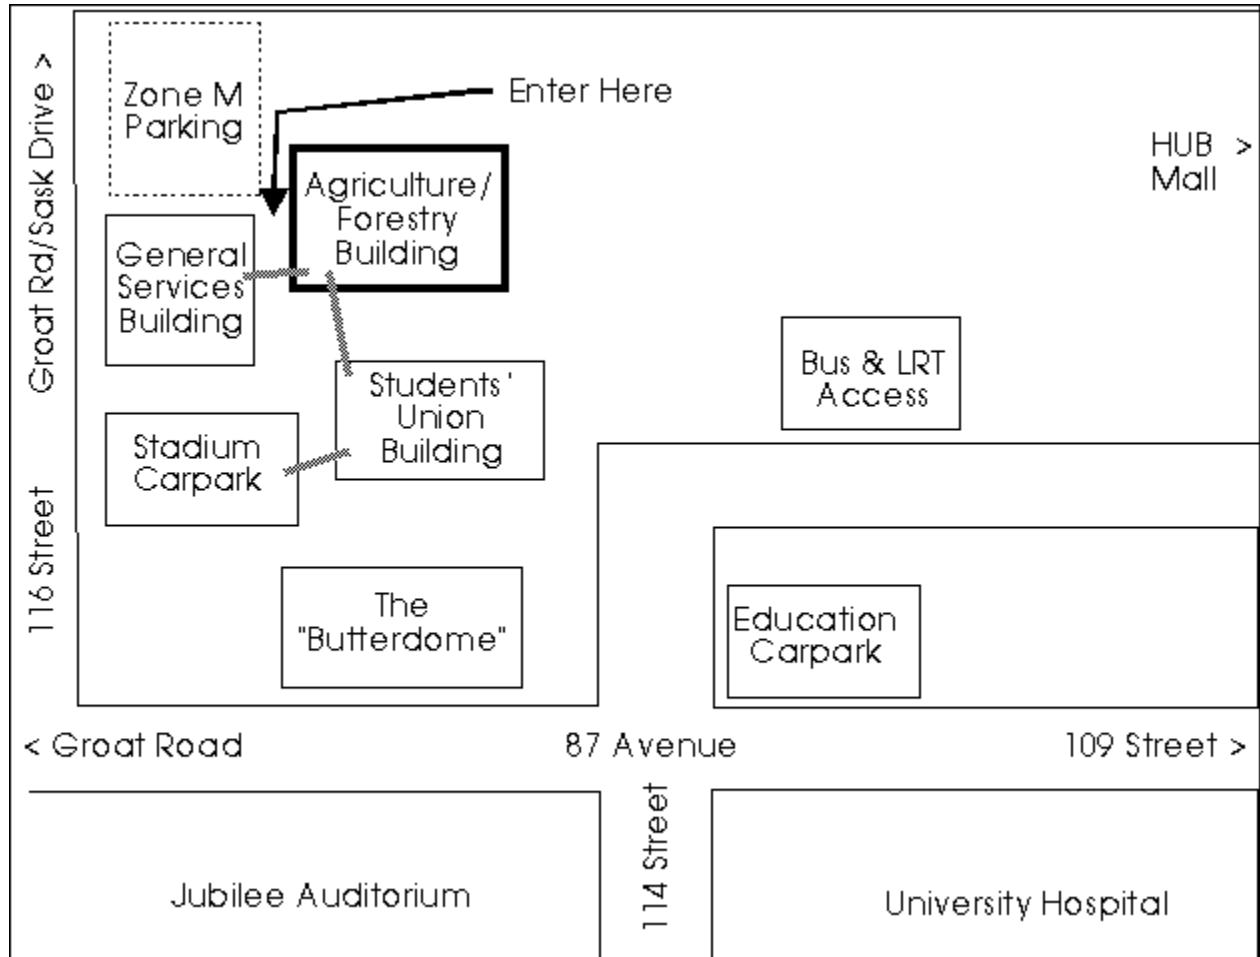 Groat Rd/Sask Drive >
Zone M
Parking
Enter Here
HUB >
Mall
Agriculture/
Forestry
Building
General
Services
Building
Bus & LRT
Access
Students'
Union
Building
Stadium
Carpark
116 Street
The
"Butterdome"
Education
Carpark
< Groat Road
87 Avenue
109 Street >
114 Street
Jubilee Auditorium
University Hospital